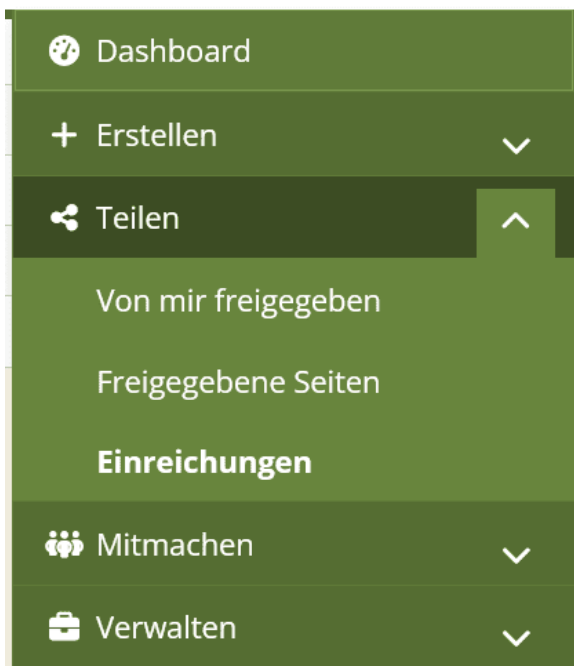 Dashboard
Erstellen
Teilen
Von mir freigegeben
Freigegebene Seiten
Einreichungen
Mitmachen
Verwalten